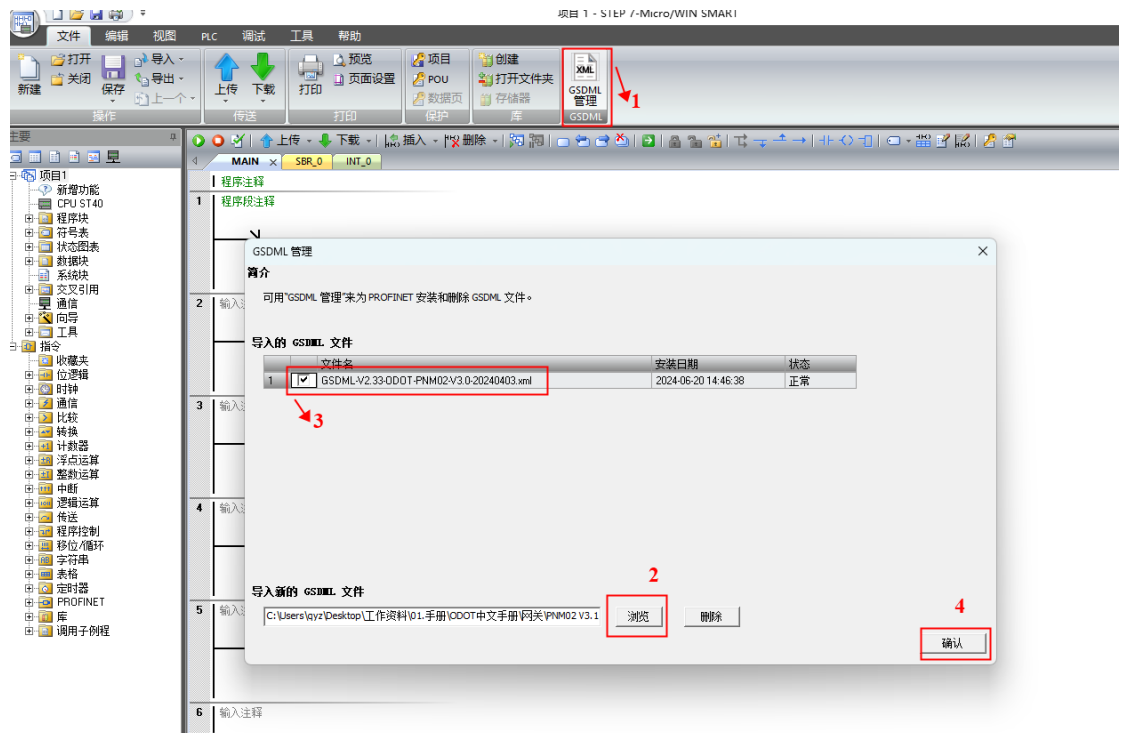 项目 1 - STEP 7-Micro/WIN SMART
文件 编辑 视图 PLC 调试 工具 帮助
新建 打开 关闭 保存 导入 导出 上一个 上传 下载 打印 预览 页面设置 项目 POU 数据页 创建 打开文件夹 存储器 XML GSDML 管理 1
操作 传送 打印 保护 库 GSDML
主要
上传 下载 插入 删除
MAIN SBR_0 INT_0
项目1
新增功能
CPU ST40
程序块
符号表
状态图表
数据块
系统块
交叉引用
通信
向导
工具
指令
收藏夹
位逻辑
时钟
通信
比较
转换
计数器
浮点运算
整数运算
中断
逻辑运算
传送
程序控制
移位/循环
字符串
表格
定时器
PROFINET
库
调用子例程
程序注释
1 程序段注释
2 输入注
3 输入注
4 输入注
5 输入注
6 输入注释
GSDML 管理
简介
可用"GSDML 管理"来为 PROFINET 安装和删除 GSDML 文件。
导入的 GSDML 文件
文件名 安装日期 状态
1 GSDML-V2.33-ODOT-PNM02-V3.0-20240403.xml 2024-06-20 14:46:38 正常
3
导入新的 GSDML 文件
2
C:\Users\qyz\Desktop\工作资料\01.手册\ODOT中文手册\网关\PNM02 V3.1 浏览 删除
4
确认